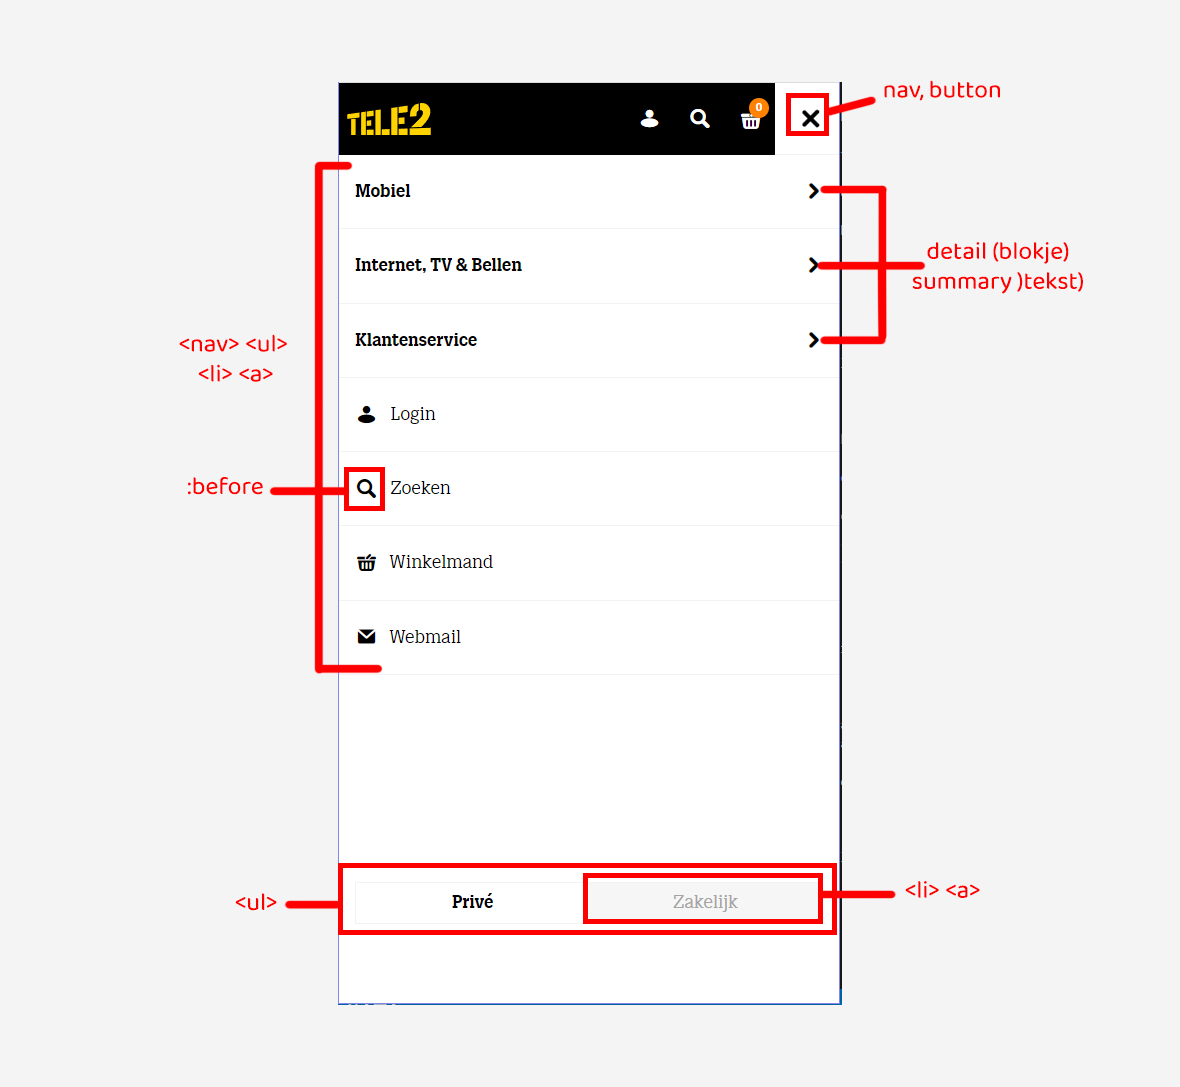 nav, button
TELE2
0
Mobiel
Internet, TV & Bellen
detail (blokje)
summary )tekst)
Klantenservice
<nav> <ul>
<li> <a>
Login
:before
Zoeken
Winkelmand
Webmail
<ul>
Privé
Zakelijk
<li> <a>